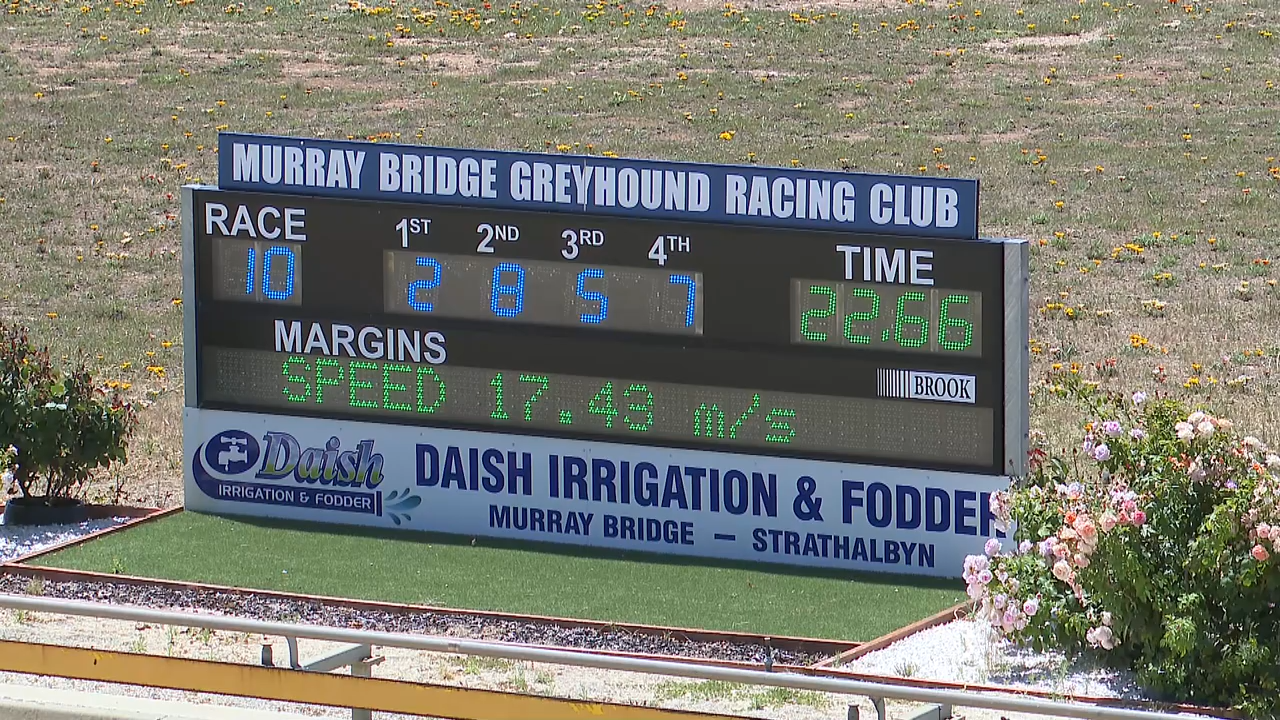 MURRAY BRIDGE GREYHOUND RACING CLUB
RACE 1ST 2ND 3RD 4TH TIME
10 2 8 5 7 22.66
MARGINS
SPEED 17.43 m/s
BROOK
Daish
IRRIGATION & FODDER
DAISH IRRIGATION & FODDER
MURRAY BRIDGE — STRATHALBYN